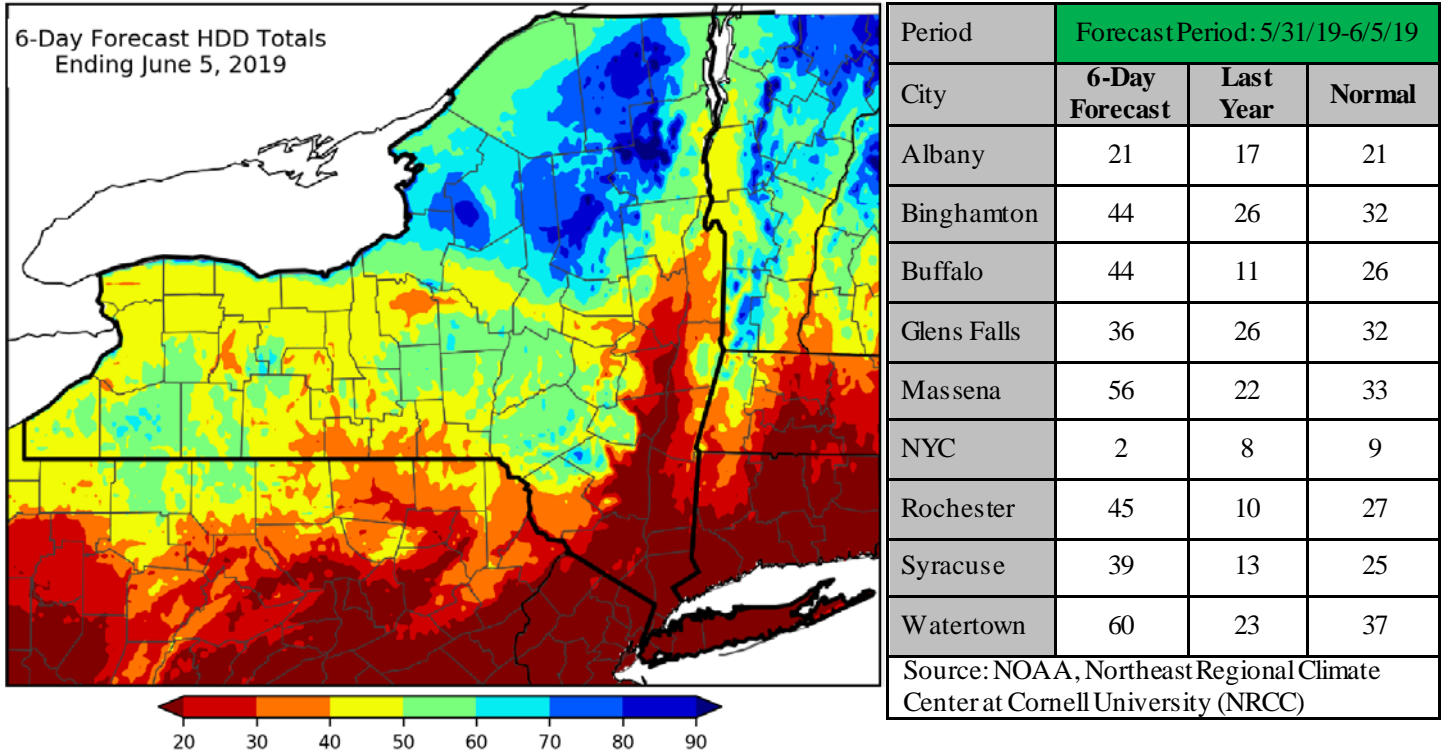 6-Day Forecast HDD Totals
Ending June 5, 2019
20 30 40 50 60 70 80 90
Period Forecast Period: 5/31/19-6/5/19
City 6-Day Forecast Last Year Normal
Albany 21 17 21
Binghamton 44 26 32
Buffalo 44 11 26
Glens Falls 36 26 32
Massena 56 22 33
NYC 2 8 9
Rochester 45 10 27
Syracuse 39 13 25
Watertown 60 23 37
Source: NOAA, Northeast Regional Climate
Center at Cornell University (NRCC)